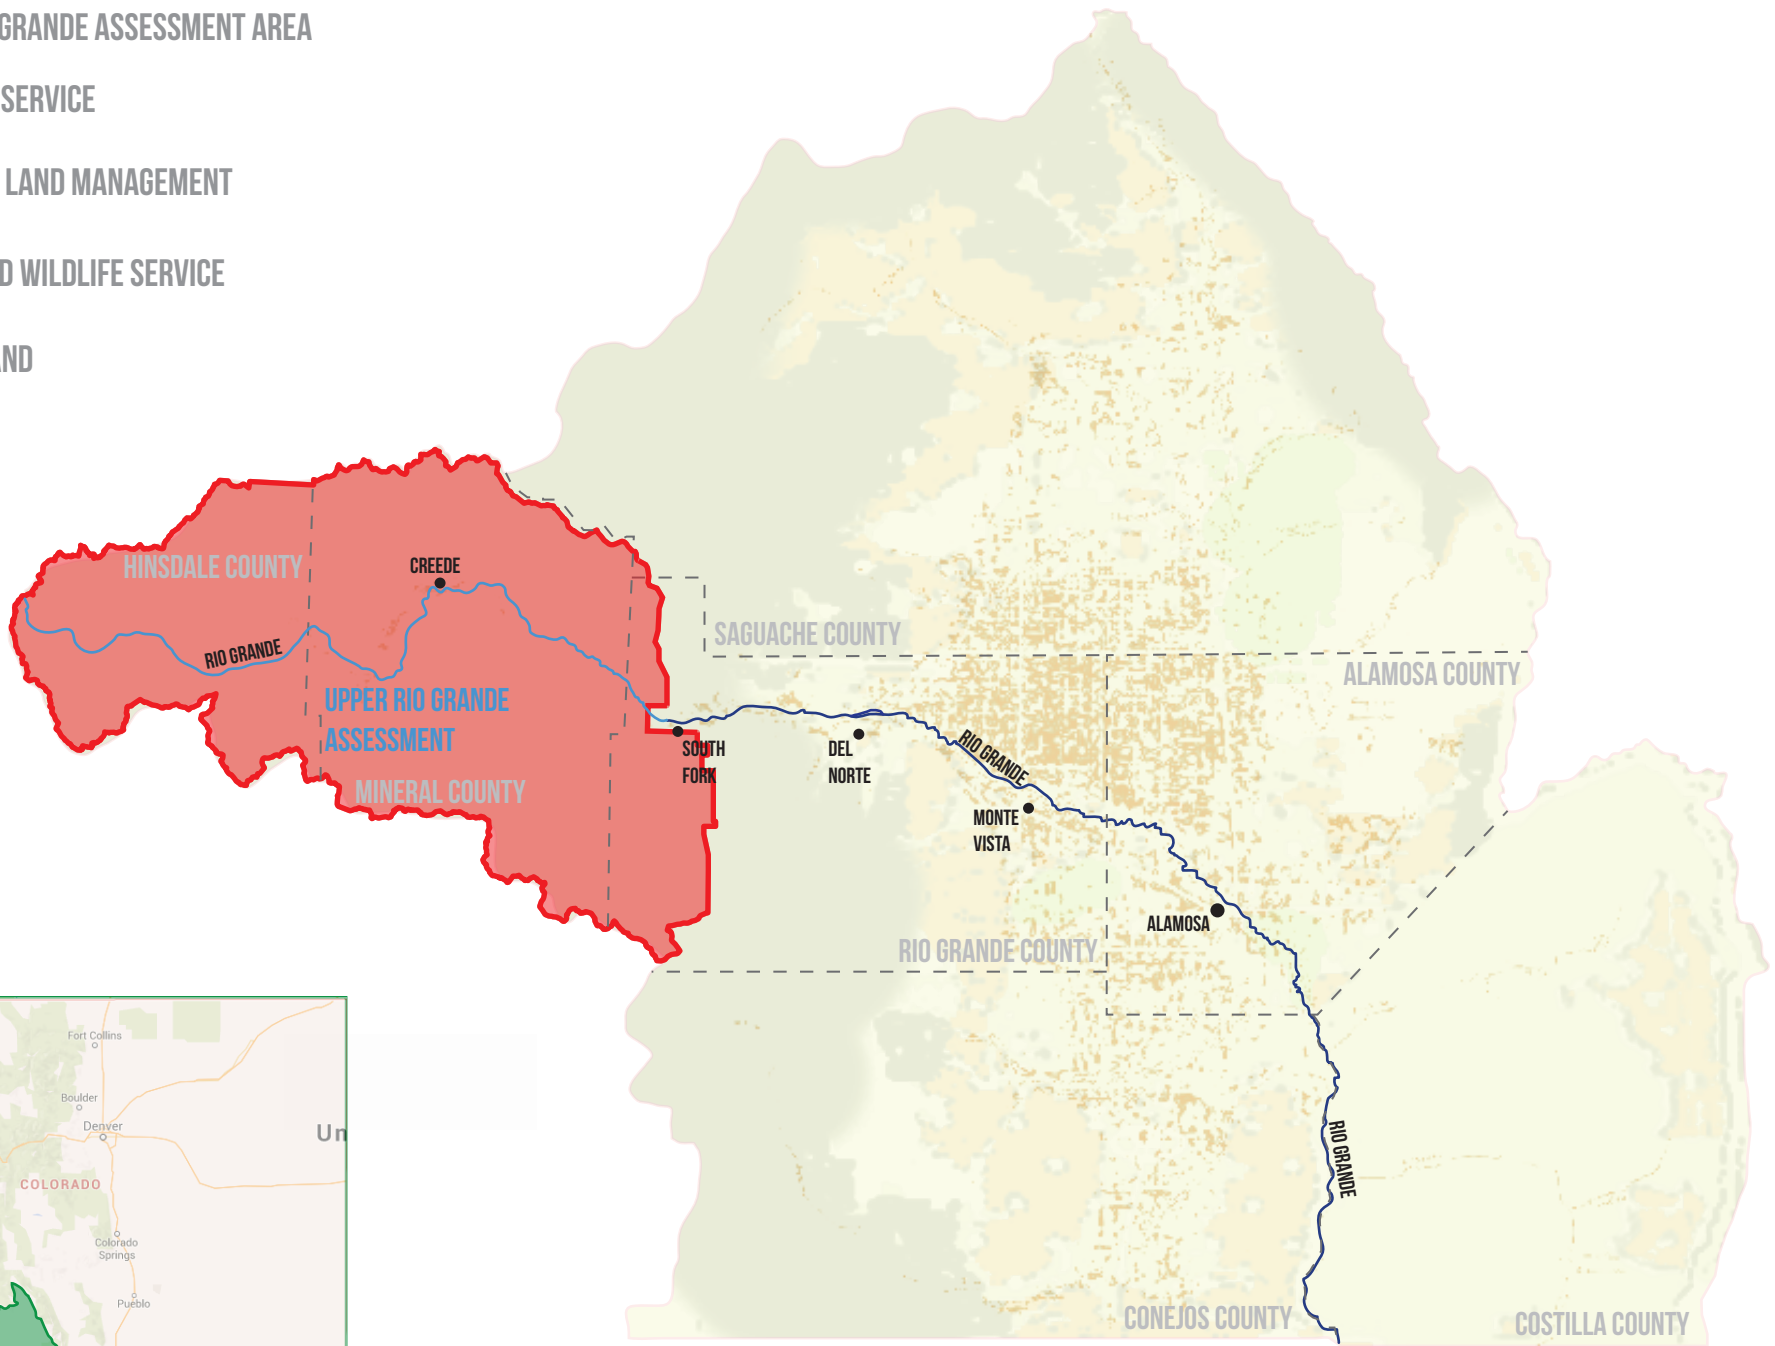 GRANDE ASSESSMENT AREA
SERVICE
LAND MANAGEMENT
D WILDLIFE SERVICE
AND
HINSDALE COUNTY
CREEDE
RIO GRANDE
UPPER RIO GRANDE
ASSESSMENT
MINERAL COUNTY
SAGUACHE COUNTY
ALAMOSA COUNTY
SOUTH
FORK
DEL
NORTE
RIO GRANDE
MONTE
VISTA
ALAMOSA
RIO GRANDE COUNTY
RIO GRANDE
CONEJOS COUNTY
COSTILLA COUNTY
Fort Collins
Boulder
Denver
Un
COLORADO
Colorado
Springs
Pueblo